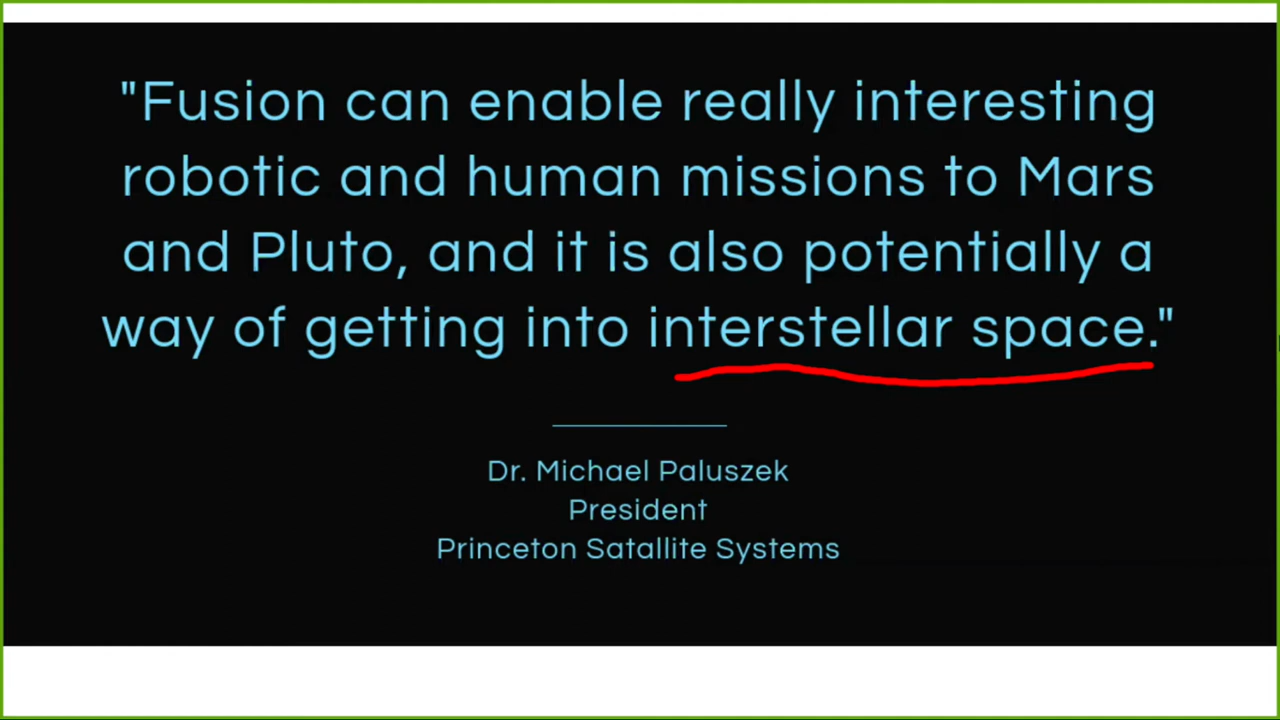 "Fusion can enable really interesting
robotic and human missions to Mars
and Pluto, and it is also potentially a
way of getting into interstellar space."
Dr. Michael Paluszek
President
Princeton Satallite Systems